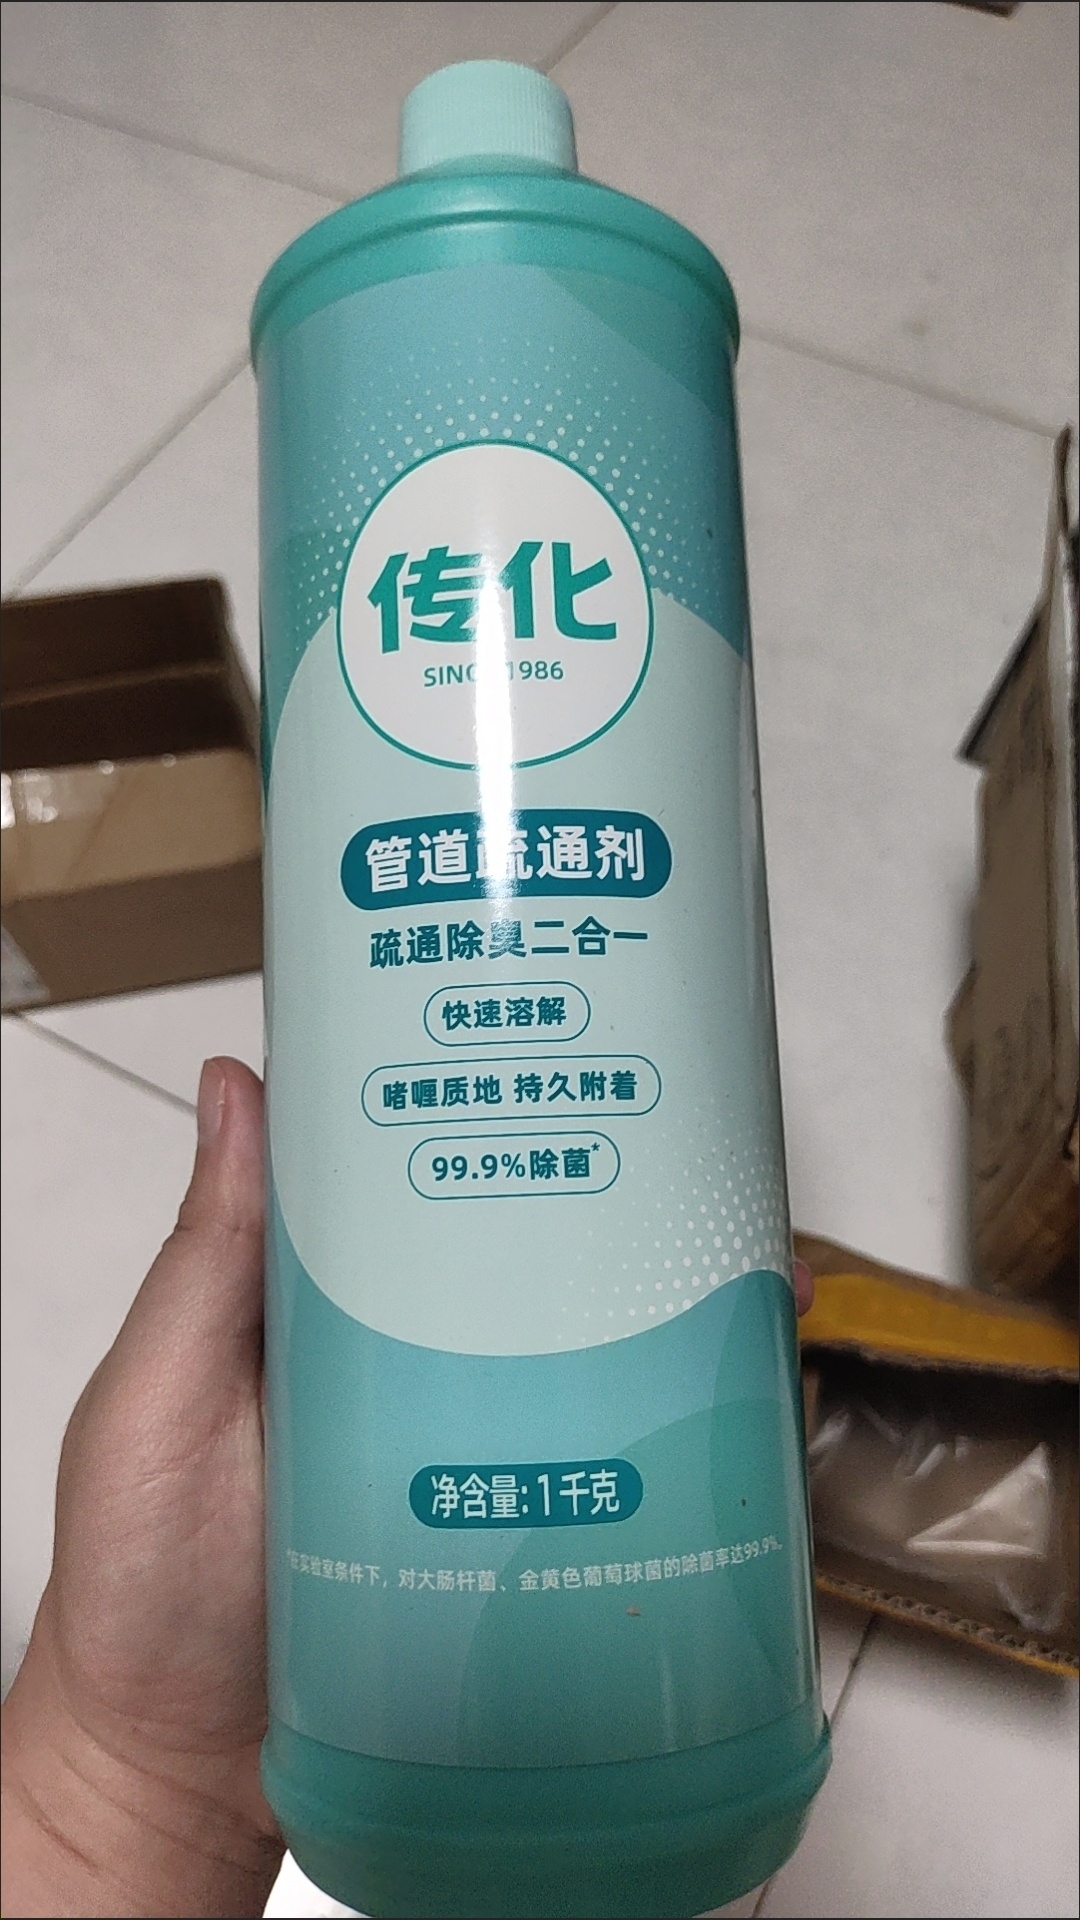 传化
SINCE 1986
管道疏通剂
疏通除臭二合一
快速溶解
啫喱质地 持久附着
99.9%除菌*
净含量:1千克
*在实验室条件下，对大肠杆菌、金黄色葡萄球菌的除菌率达99.9%。